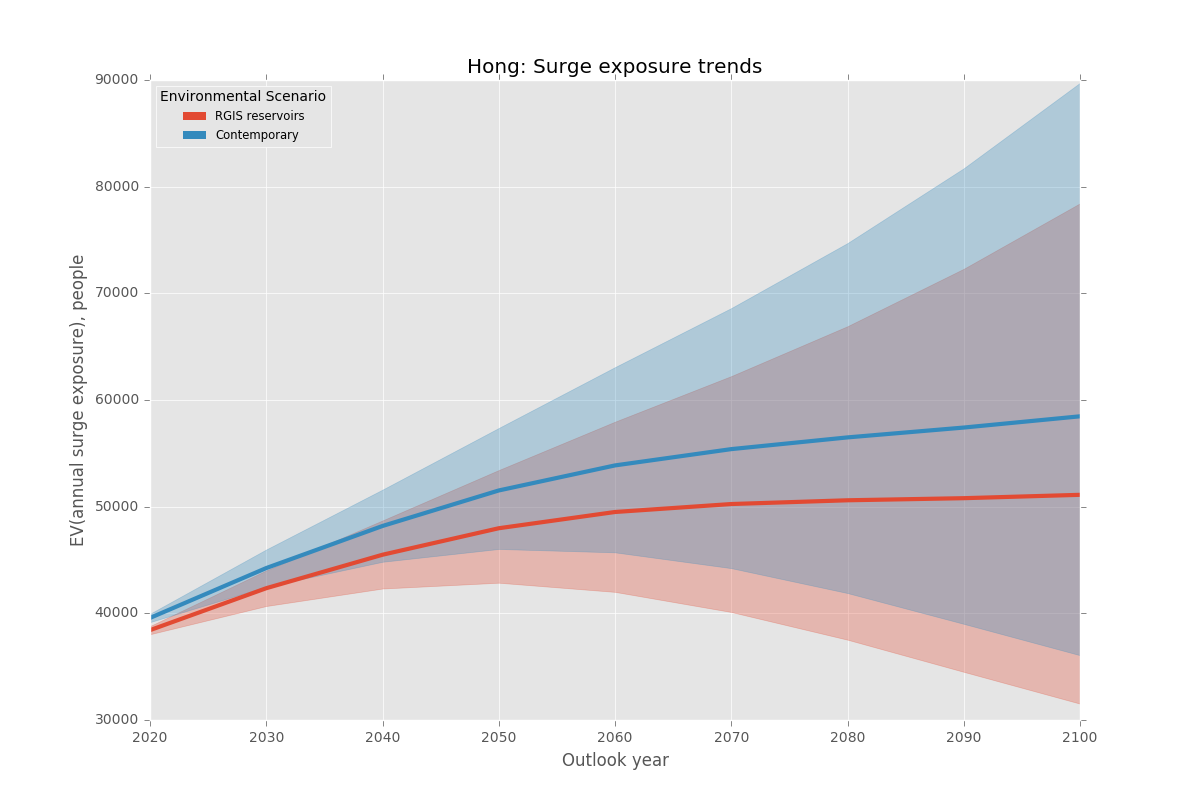 Hong: Surge exposure trends
Environmental Scenario
RGIS reservoirs
Contemporary
EV(annual surge exposure), people
90000
80000
70000
60000
50000
40000
30000
2020 2030 2040 2050 2060 2070 2080 2090 2100
Outlook year